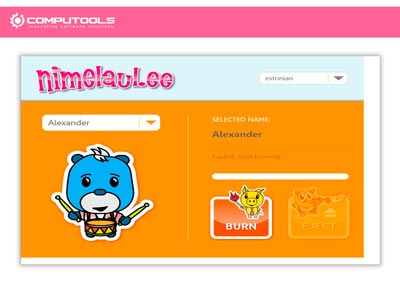 COMPUTOOLS
innovative software solutions
nimelaul.ee
estonian
Alexander
SELECTED NAME:
Alexander
loaded. start burning
BURN
EJECT